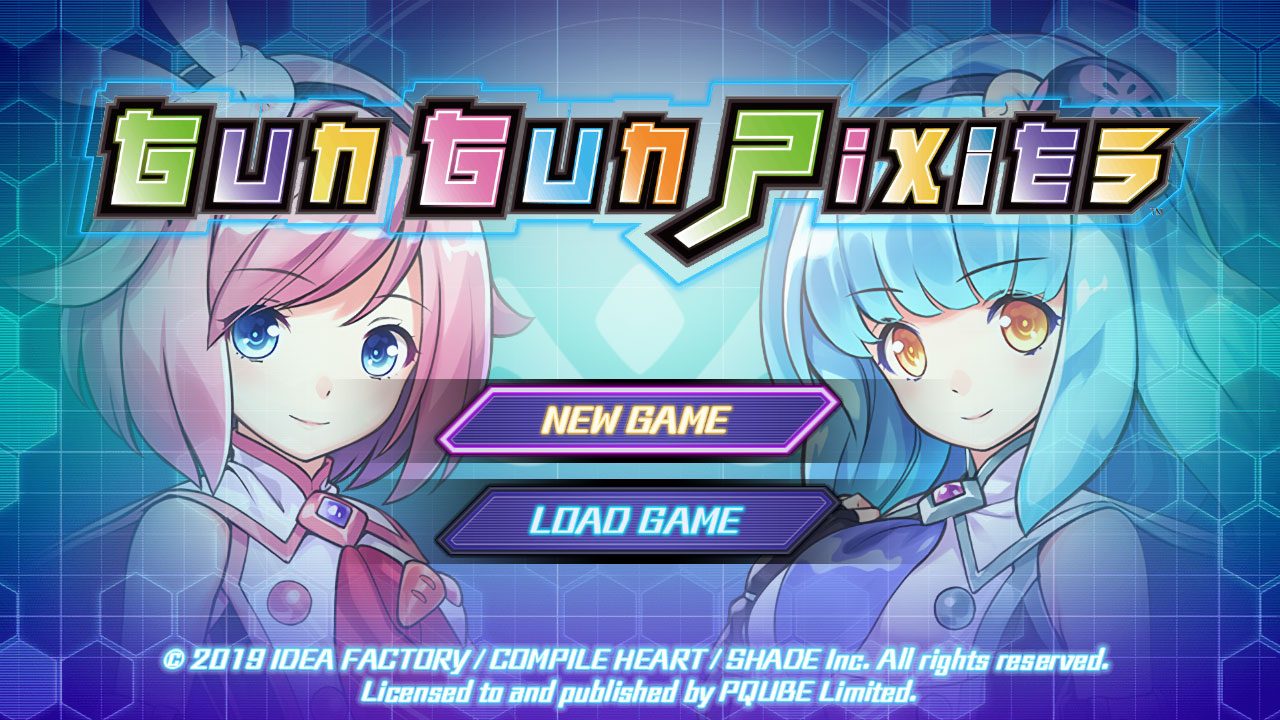 GUN GUN PIXIES™
NEW GAME
LOAD GAME
© 2019 IDEA FACTORY / COMPILE HEART / SHADE Inc. All rights reserved.
Licensed to and published by PQUBE Limited.